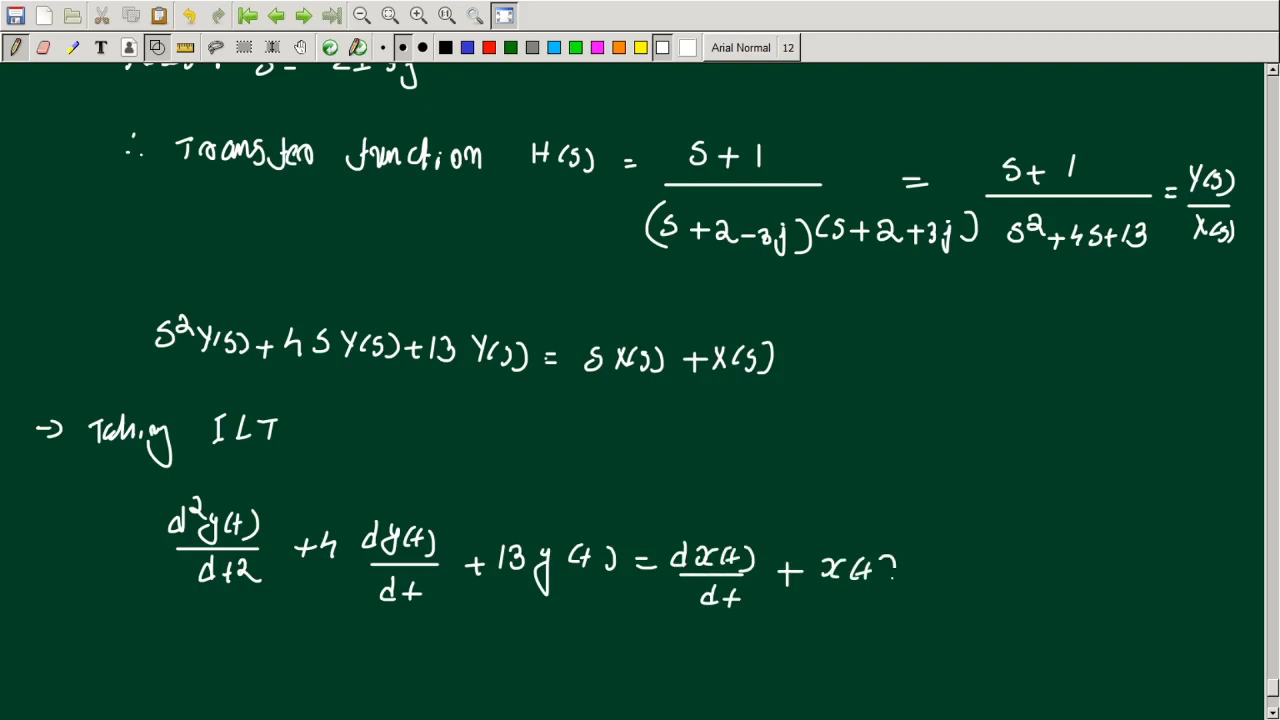 Arial Normal 12
∴ Transfer function H(s) = s + 1 / (s + 2 - 3j)(s + 2 + 3j) = s + 1 / s² + 4s + 13 = Y(s) / X(s)
s²Y(s) + 4 s Y(s) + 13 Y(s) = s X(s) + X(s)
→ Taking ILT
d²y(t) / dt2 + 4 dy(t) / dt + 13 y(t) = dx(t) / dt + x(t)